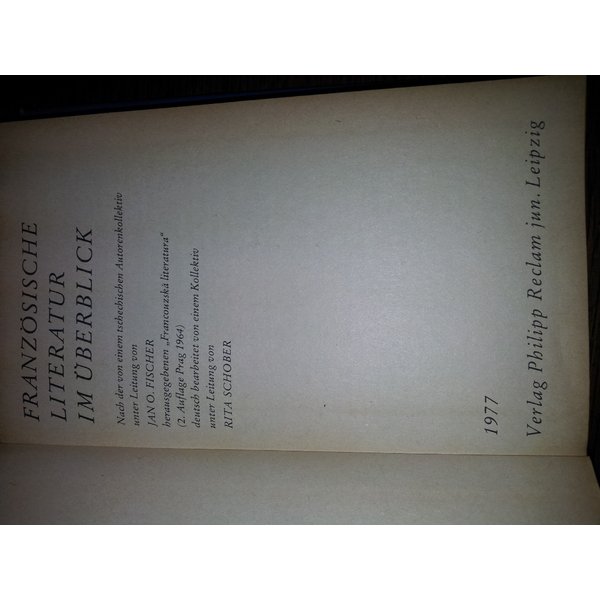 FRANZÖSISCHE
LITERATUR
IM ÜBERBLICK
Nach der von einem tschechischen Autorenkollektiv
unter Leitung von
JAN O. FISCHER
herausgegebenen „Francouzská literatura“
(2. Auflage Prag 1964)
deutsch bearbeitet von einem Kollektiv
unter Leitung von
RITA SCHOBER
1977
Verlag Philipp Reclam jun. Leipzig